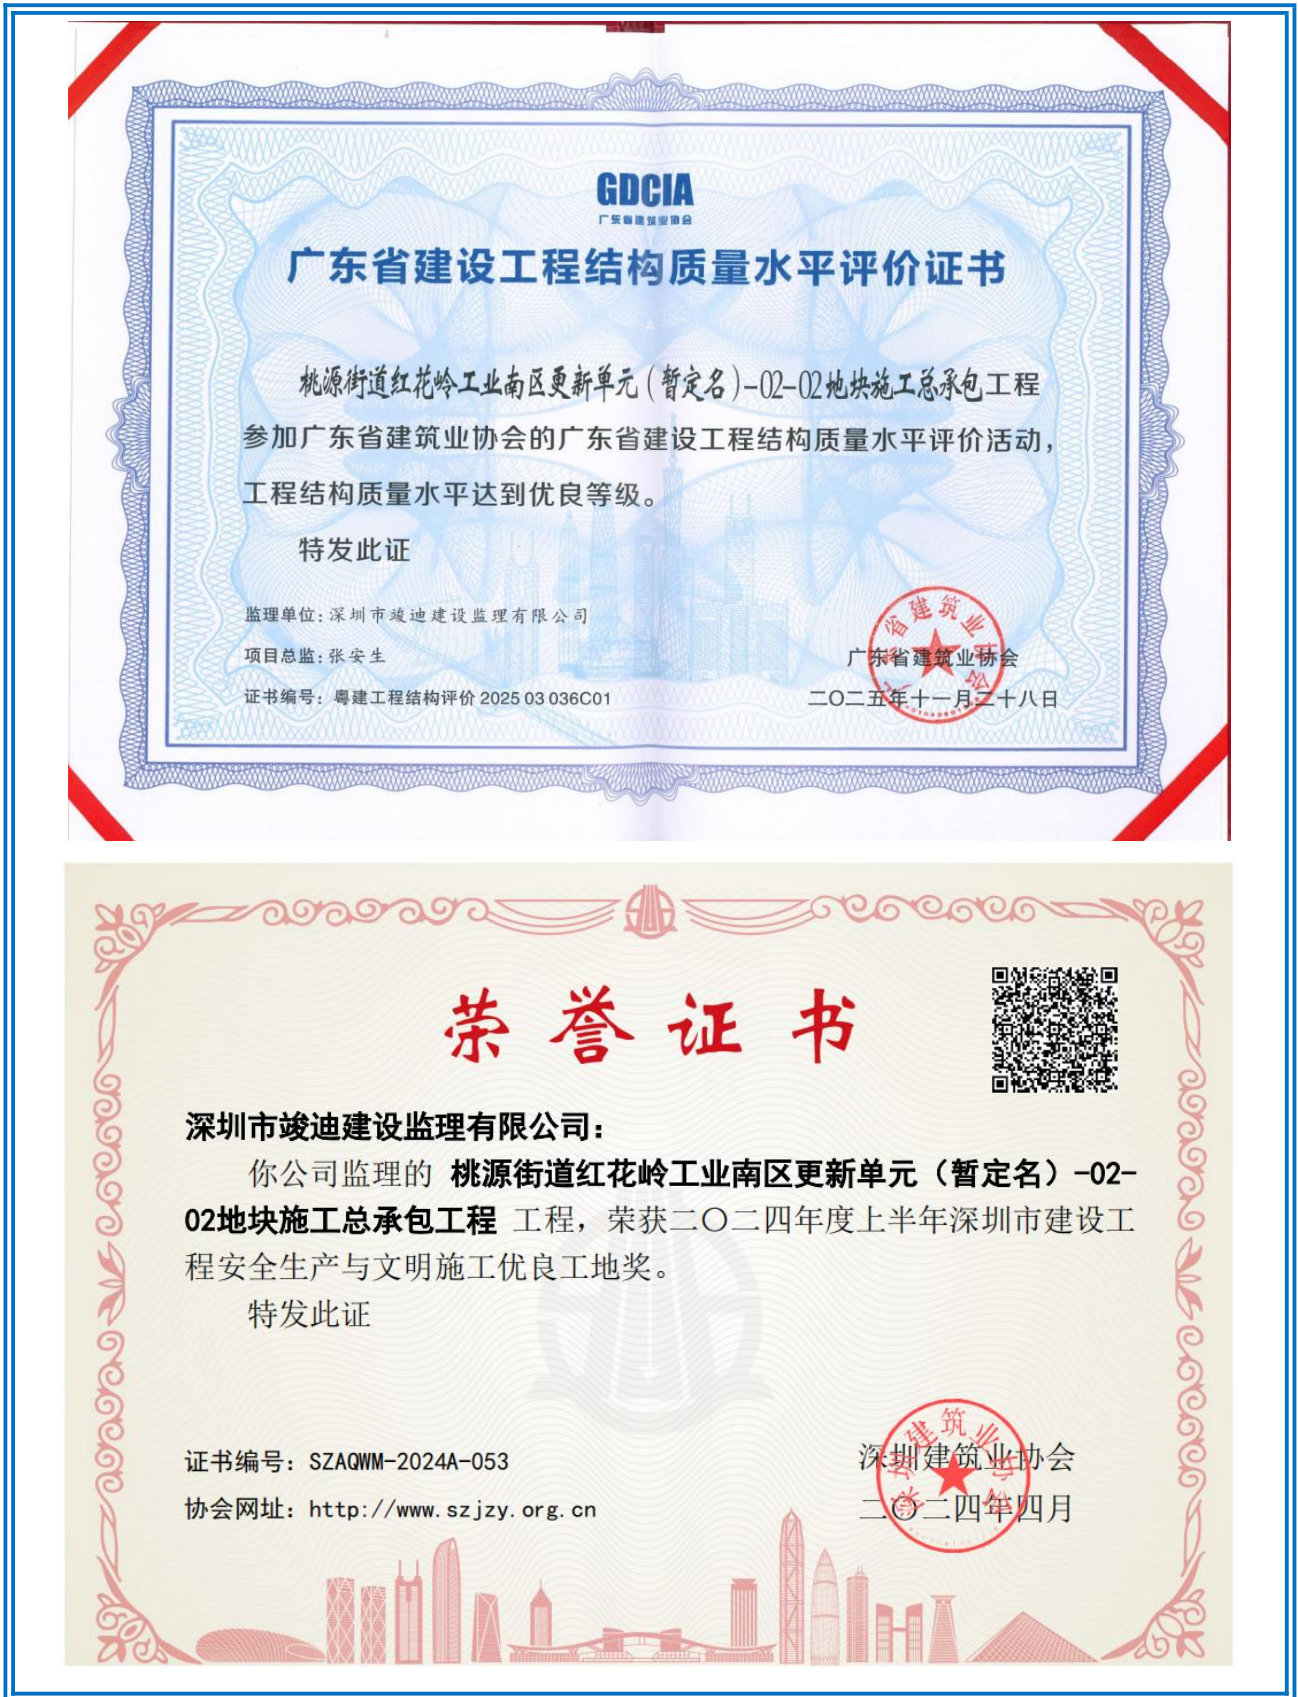 GDCIA
广东省建筑业协会
广东省建设工程结构质量水平评价证书
桃源街道红花岭工业南区更新单元(暂定名)-02-02地块施工总承包工程
参加广东省建筑业协会的广东省建设工程结构质量水平评价活动，
工程结构质量水平达到优良等级。
特发此证
监理单位：深圳市竣迪建设监理有限公司
项目总监：张安生
证书编号：粤建工程结构评价 2025 03 036C01
广东省建筑业协会
二〇二五年十一月二十八日
荣誉证书
深圳市竣迪建设监理有限公司：
你公司监理的 桃源街道红花岭工业南区更新单元（暂定名）-02-
02地块施工总承包工程 工程，荣获二〇二四年度上半年深圳市建设工
程安全生产与文明施工优良工地奖。
特发此证
证书编号：SZAQWM-2024A-053
协会网址：http://www.szjzy.org.cn
深圳建筑业协会
二〇二四年四月
深圳建筑业协会